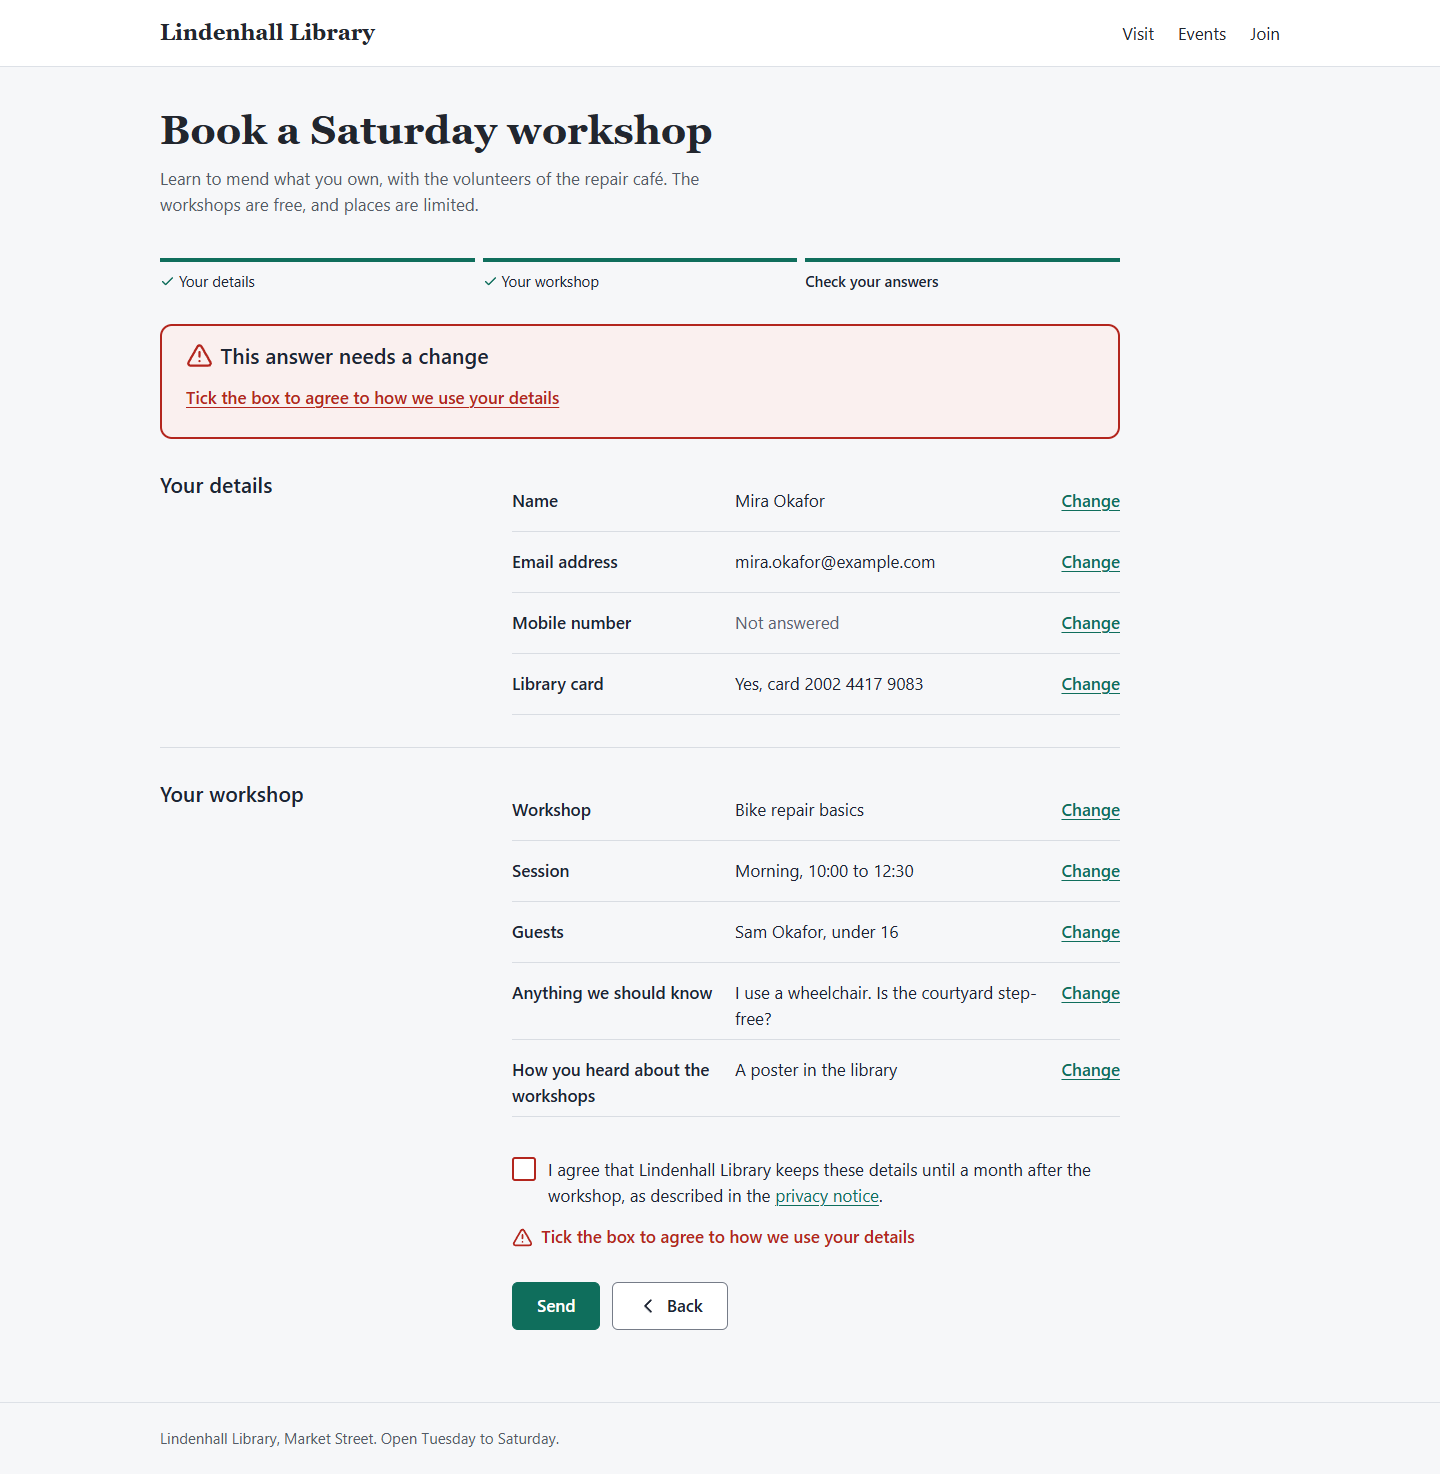 Lindenhall Library
Visit Events Join
Book a Saturday workshop
Learn to mend what you own, with the volunteers of the repair café. The
workshops are free, and places are limited.
Your details
Your workshop
Check your answers
This answer needs a change
Tick the box to agree to how we use your details
Your details
Name Mira Okafor Change
Email address mira.okafor@example.com Change
Mobile number Not answered Change
Library card Yes, card 2002 4417 9083 Change
Your workshop
Workshop Bike repair basics Change
Session Morning, 10:00 to 12:30 Change
Guests Sam Okafor, under 16 Change
Anything we should know I use a wheelchair. Is the courtyard step- Change
free?
How you heard about the A poster in the library Change
workshops
I agree that Lindenhall Library keeps these details until a month after the
workshop, as described in the privacy notice.
Tick the box to agree to how we use your details
Send Back
Lindenhall Library, Market Street. Open Tuesday to Saturday.